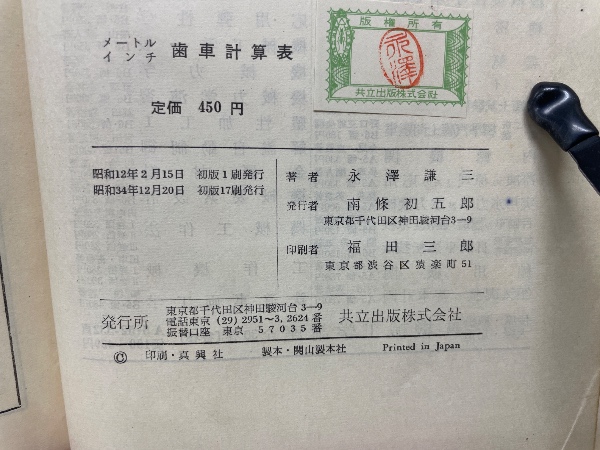 メートル
インチ 歯車計算表
版権所有
永澤
共立出版株式会社
定価 450円
昭和12年2月15日 初版1刷発行
昭和34年12月20日 初版17刷発行
著者 永澤謙三
発行者 南條初五郎
東京都千代田区神田駿河台3—9
印刷者 福田三郎
東京都渋谷区猿楽町51
発行所
東京都千代田区神田駿河台3—9
電話東京(29)2951〜3, 2624番
振替口座 東京 57035番
共立出版株式会社
© 印刷・真興社 製本・関山製本社 Printed in Japan